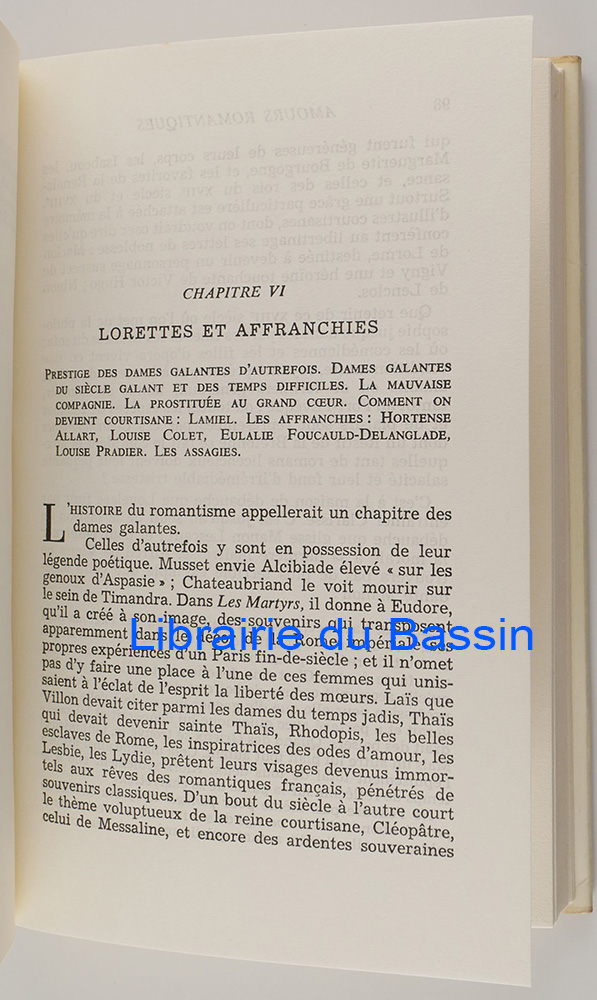 CHAPITRE VI
LORETTES ET AFFRANCHIES
PRESTIGE DES DAMES GALANTES D'AUTREFOIS. DAMES GALANTES
DU SIÈCLE GALANT ET DES TEMPS DIFFICILES. LA MAUVAISE
COMPAGNIE. LA PROSTITUÉE AU GRAND CŒUR. COMMENT ON
DEVIENT COURTISANE : LAMIEL. LES AFFRANCHIES : HORTENSE
ALLART, LOUISE COLET, EULALIE FOUCAULD-DELANGLADE,
LOUISE PRADIER. LES ASSAGIES.
L'HISTOIRE du romantisme appellerait un chapitre des
dames galantes.
Celles d'autrefois y sont en possession de leur
légende poétique. Musset envie Alcibiade élevé « sur les
genoux d'Aspasie » ; Chateaubriand le voit mourir sur
le sein de Timandra. Dans Les Martyrs, il donne à Eudore,
qu'il a créé à son image, des souvenirs qui transposent
apparemment dans le décor de la Rome impériale ses
propres expériences d'un Paris fin-de-siècle ; et il n'omet
pas d'y faire une place à l'une de ces femmes qui unis-
saient à l'éclat de l'esprit la liberté des mœurs. Laïs que
Villon devait citer parmi les dames du temps jadis, Thaïs
qui devait devenir sainte Thaïs, Rhodopis, les belles
esclaves de Rome, les inspiratrices des odes d'amour, les
Lesbie, les Lydie, prêtent leurs visages devenus immor-
tels aux rêves des romantiques français, pénétrés de
souvenirs classiques. D'un bout du siècle à l'autre court
le thème voluptueux de la reine courtisane, Cléopâtre,
celui de Messaline, et encore des ardentes souveraines
Librairie du Bassin